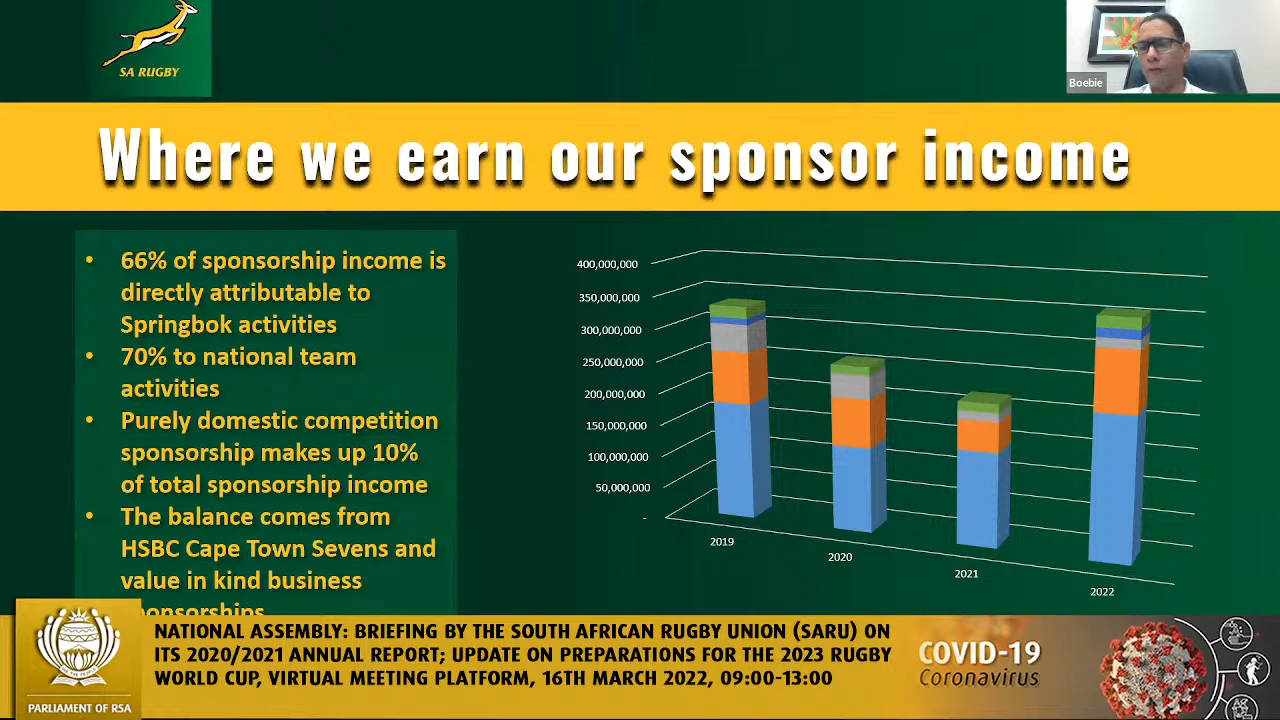 SA RUGBY
Boebie
Where we earn our sponsor income
• 66% of sponsorship income is
directly attributable to
Springbok activities
• 70% to national team
activities
• Purely domestic competition
sponsorship makes up 10%
of total sponsorship income
• The balance comes from
HSBC Cape Town Sevens and
value in kind business
400,000,000
350,000,000
300,000,000
250,000,000
200,000,000
150,000,000
100,000,000
50,000,000
-
2019
2020
2021
2022
PARLIAMENT OF RSA
NATIONAL ASSEMBLY: BRIEFING BY THE SOUTH AFRICAN RUGBY UNION (SARU) ON
ITS 2020/2021 ANNUAL REPORT; UPDATE ON PREPARATIONS FOR THE 2023 RUGBY
WORLD CUP, VIRTUAL MEETING PLATFORM, 16TH MARCH 2022, 09:00-13:00
COVID-19
Coronavirus